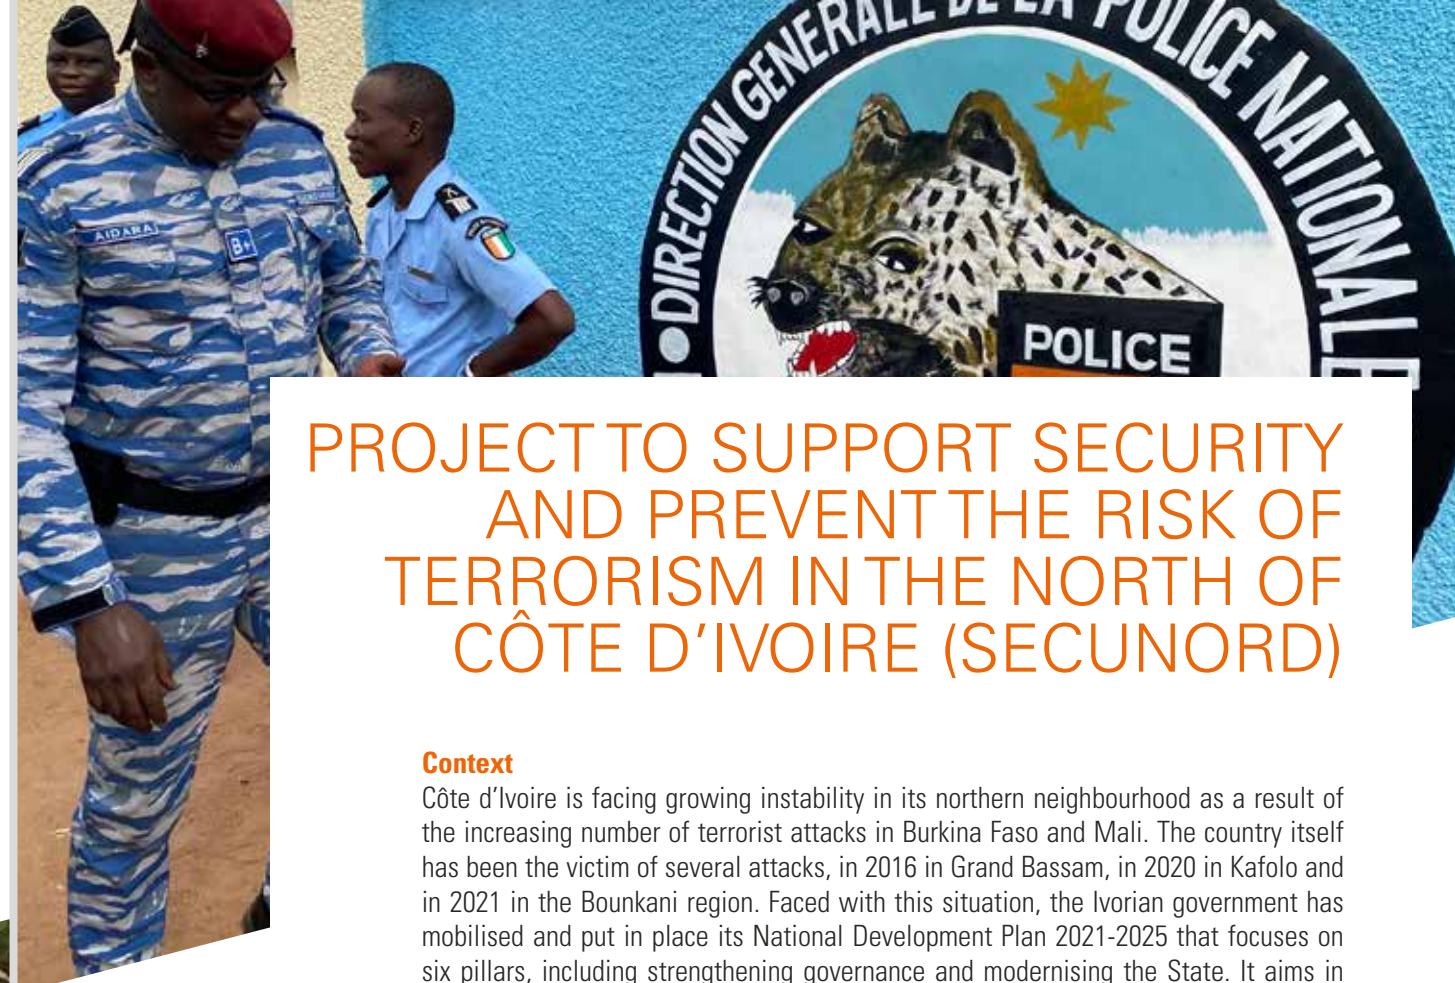 DIRECTION GENERALE DE LA POLICE NATIONALE
AIDARA
B+
POLICE
PROJECT TO SUPPORT SECURITY
AND PREVENT THE RISK OF
TERRORISM IN THE NORTH OF
CÔTE D’IVOIRE (SECUNORD)
Context
Côte d’Ivoire is facing growing instability in its northern neighbourhood as a result of
the increasing number of terrorist attacks in Burkina Faso and Mali. The country itself
has been the victim of several attacks, in 2016 in Grand Bassam, in 2020 in Kafolo and
in 2021 in the Bounkani region. Faced with this situation, the Ivorian government has
mobilised and put in place its National Development Plan 2021-2025 that focuses on
six pillars, including strengthening governance and modernising the State. It aims in